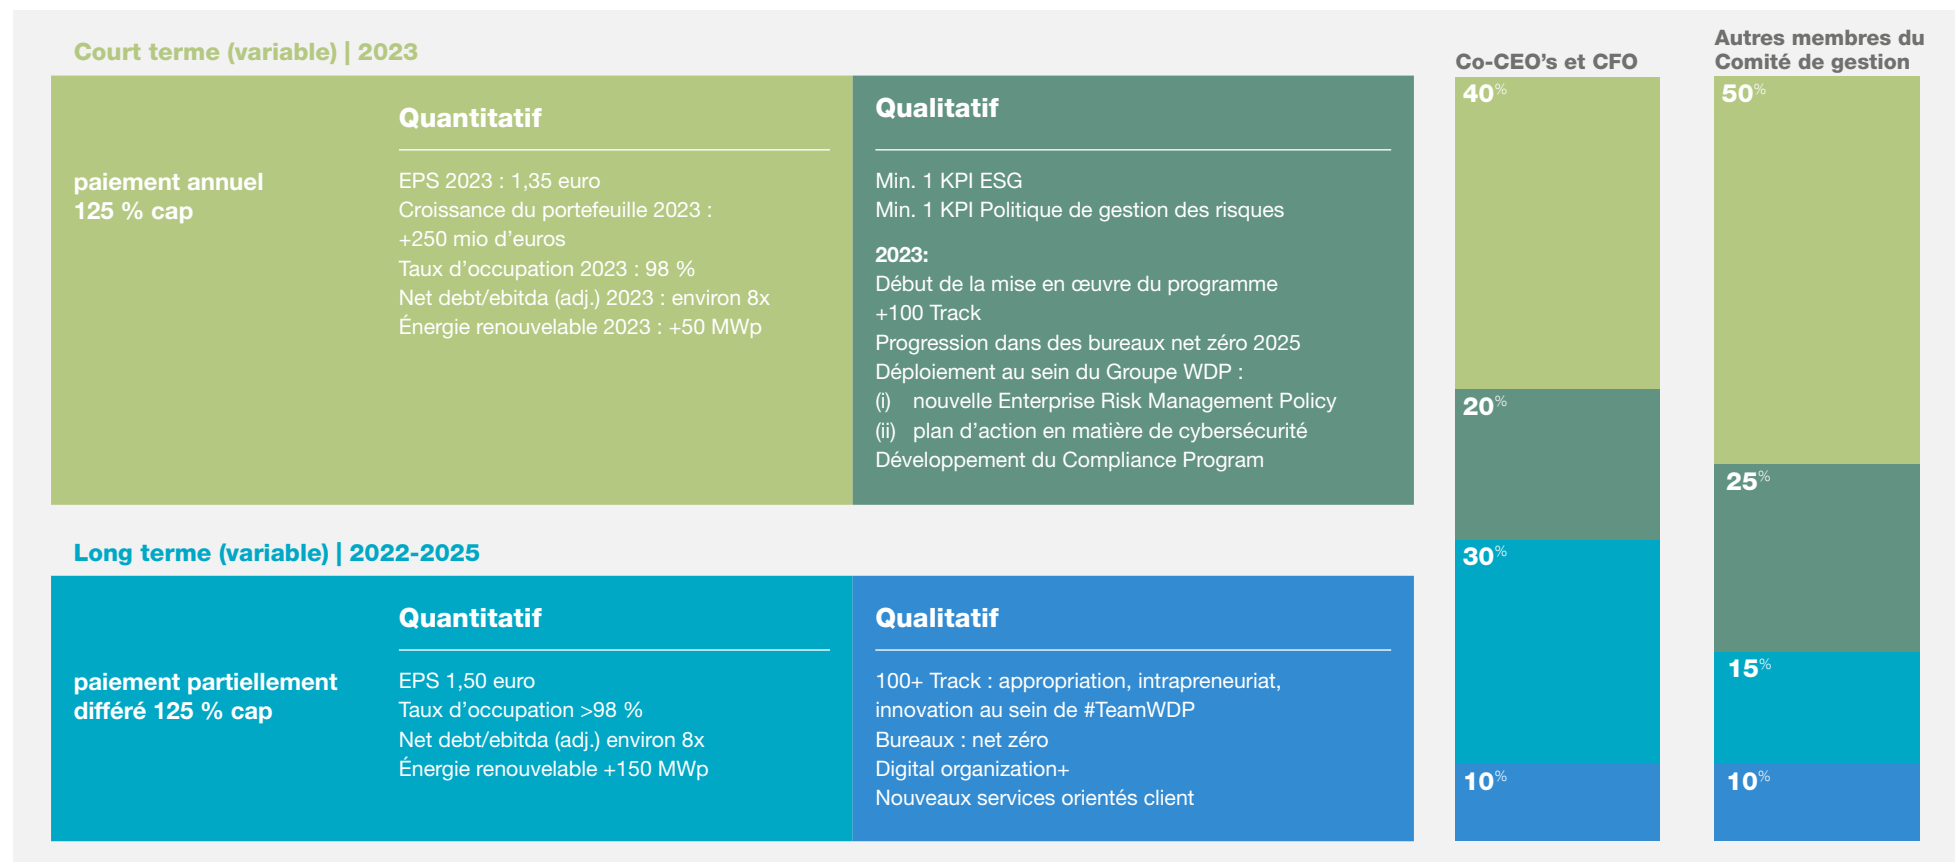 Court terme (variable) | 2023
paiement annuel
125 % cap
Quantitatif
EPS 2023 : 1,35 euro
Croissance du portefeuille 2023 :
+250 mio d’euros
Taux d’occupation 2023 : 98 %
Net debt/ebitda (adj.) 2023 : environ 8x
Énergie renouvelable 2023 : +50 MWp
Qualitatif
Min. 1 KPI ESG
Min. 1 KPI Politique de gestion des risques
2023:
Début de la mise en œuvre du programme
+100 Track
Progression dans des bureaux net zéro 2025
Déploiement au sein du Groupe WDP :
(i) nouvelle Enterprise Risk Management Policy
(ii) plan d’action en matière de cybersécurité
Développement du Compliance Program
Long terme (variable) | 2022-2025
paiement partiellement
différé 125 % cap
Quantitatif
EPS 1,50 euro
Taux d’occupation >98 %
Net debt/ebitda (adj.) environ 8x
Énergie renouvelable +150 MWp
Qualitatif
100+ Track : appropriation, intrapreneuriat,
innovation au sein de #TeamWDP
Bureaux : net zéro
Digital organization+
Nouveaux services orientés client
Co-CEO’s et CFO
40%
20%
30%
10%
Autres membres du
Comité de gestion
50%
25%
15%
10%